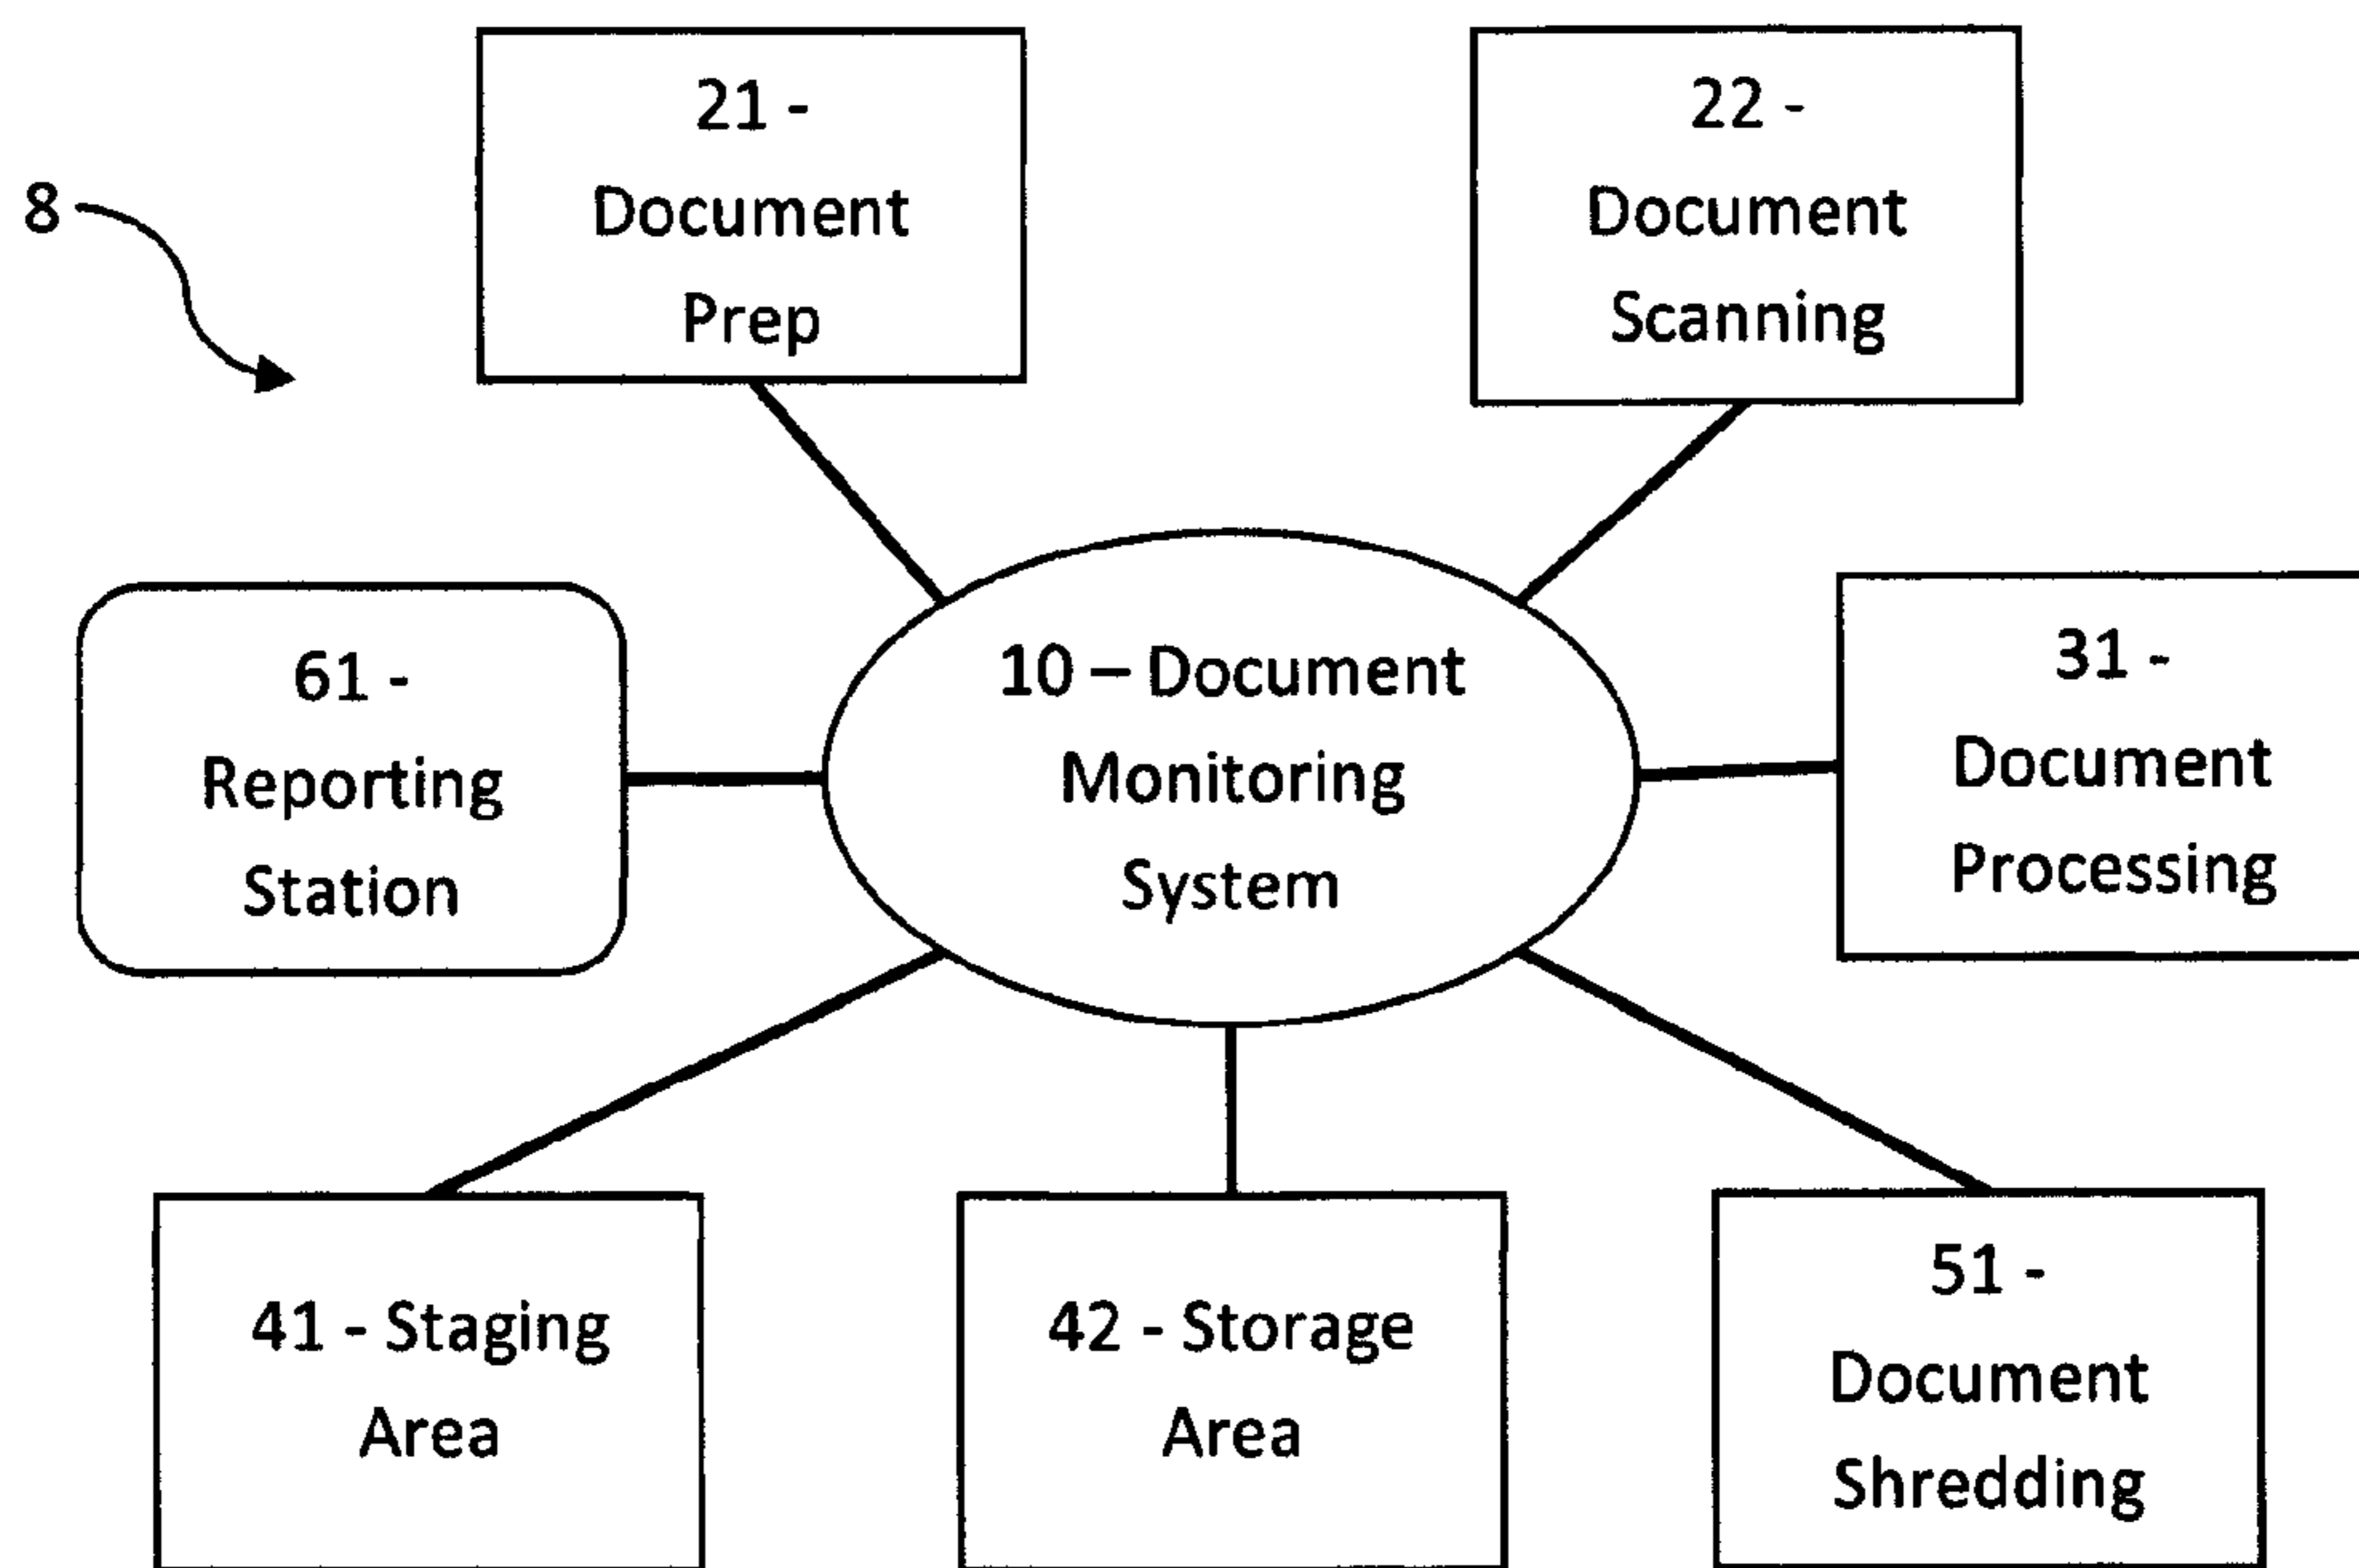 21 -
Document
Prep
22 -
Document
Scanning
8
61 -
Reporting
Station
10 – Document
Monitoring
System
31 -
Document
Processing
41 - Staging
Area
42 - Storage
Area
51 -
Document
Shredding